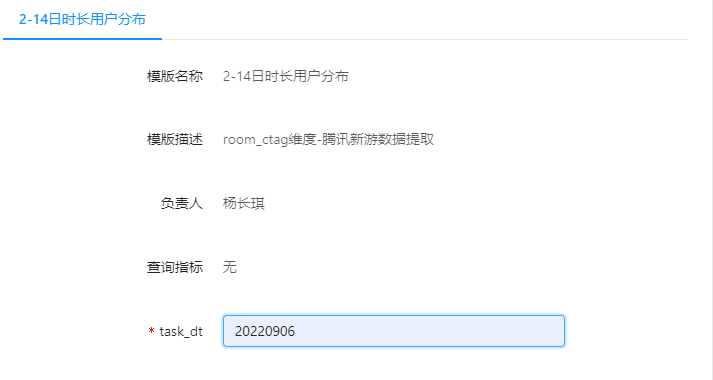 2-14日时长用户分布
模版名称 2-14日时长用户分布
模版描述 room_ctag维度-腾讯新游数据提取
负责人 杨长琪
查询指标 无
* task_dt 20220906